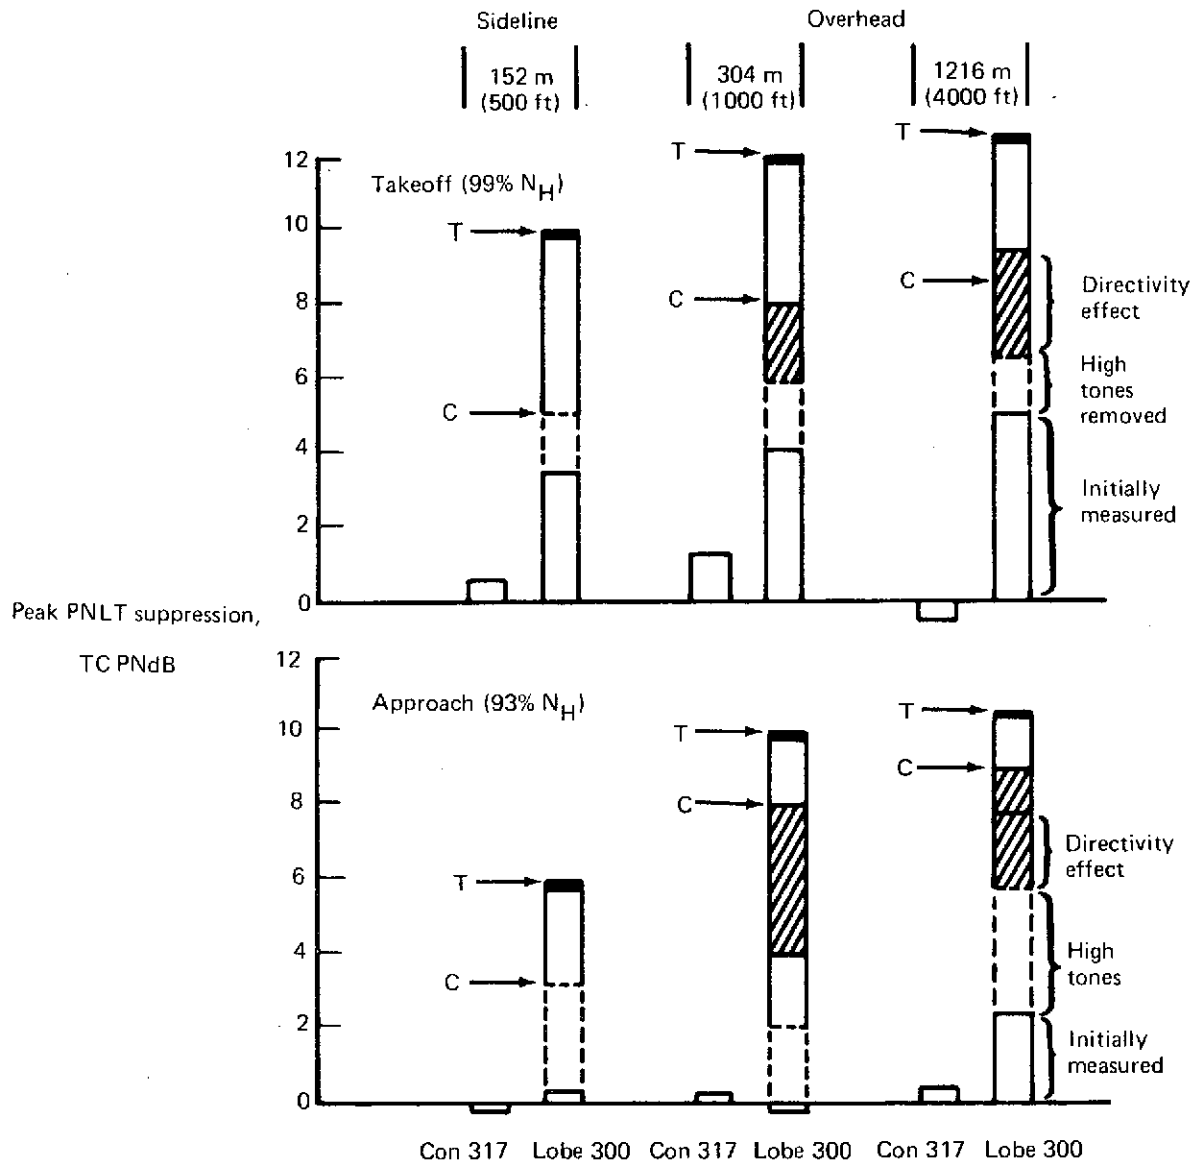 Sideline
Overhead
152 m
(500 ft)
304 m
(1000 ft)
1216 m
(4000 ft)
12
10
8
6
4
2
0
Takeoff (99% N_H)
T
C
T
C
T
C
Directivity
effect
High
tones
removed
Initially
measured
Peak PNLT suppression,
TC PNdB
12
10
8
6
4
2
0
Approach (93% N_H)
T
C
T
C
T
C
Directivity
effect
High
tones
Initially
measured
Con 317 Lobe 300 Con 317 Lobe 300 Con 317 Lobe 300